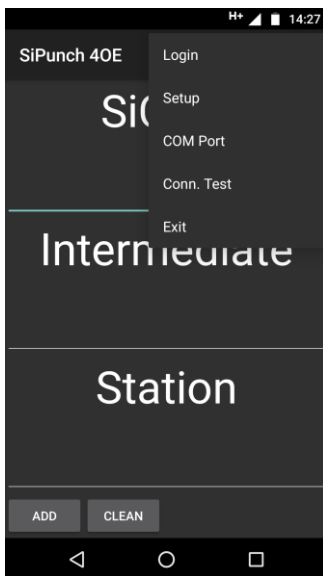 H+ 14:27
SiPunch 4OE
Login
Setup
COM Port
Conn. Test
Exit
Intermediate
Station
ADD CLEAN